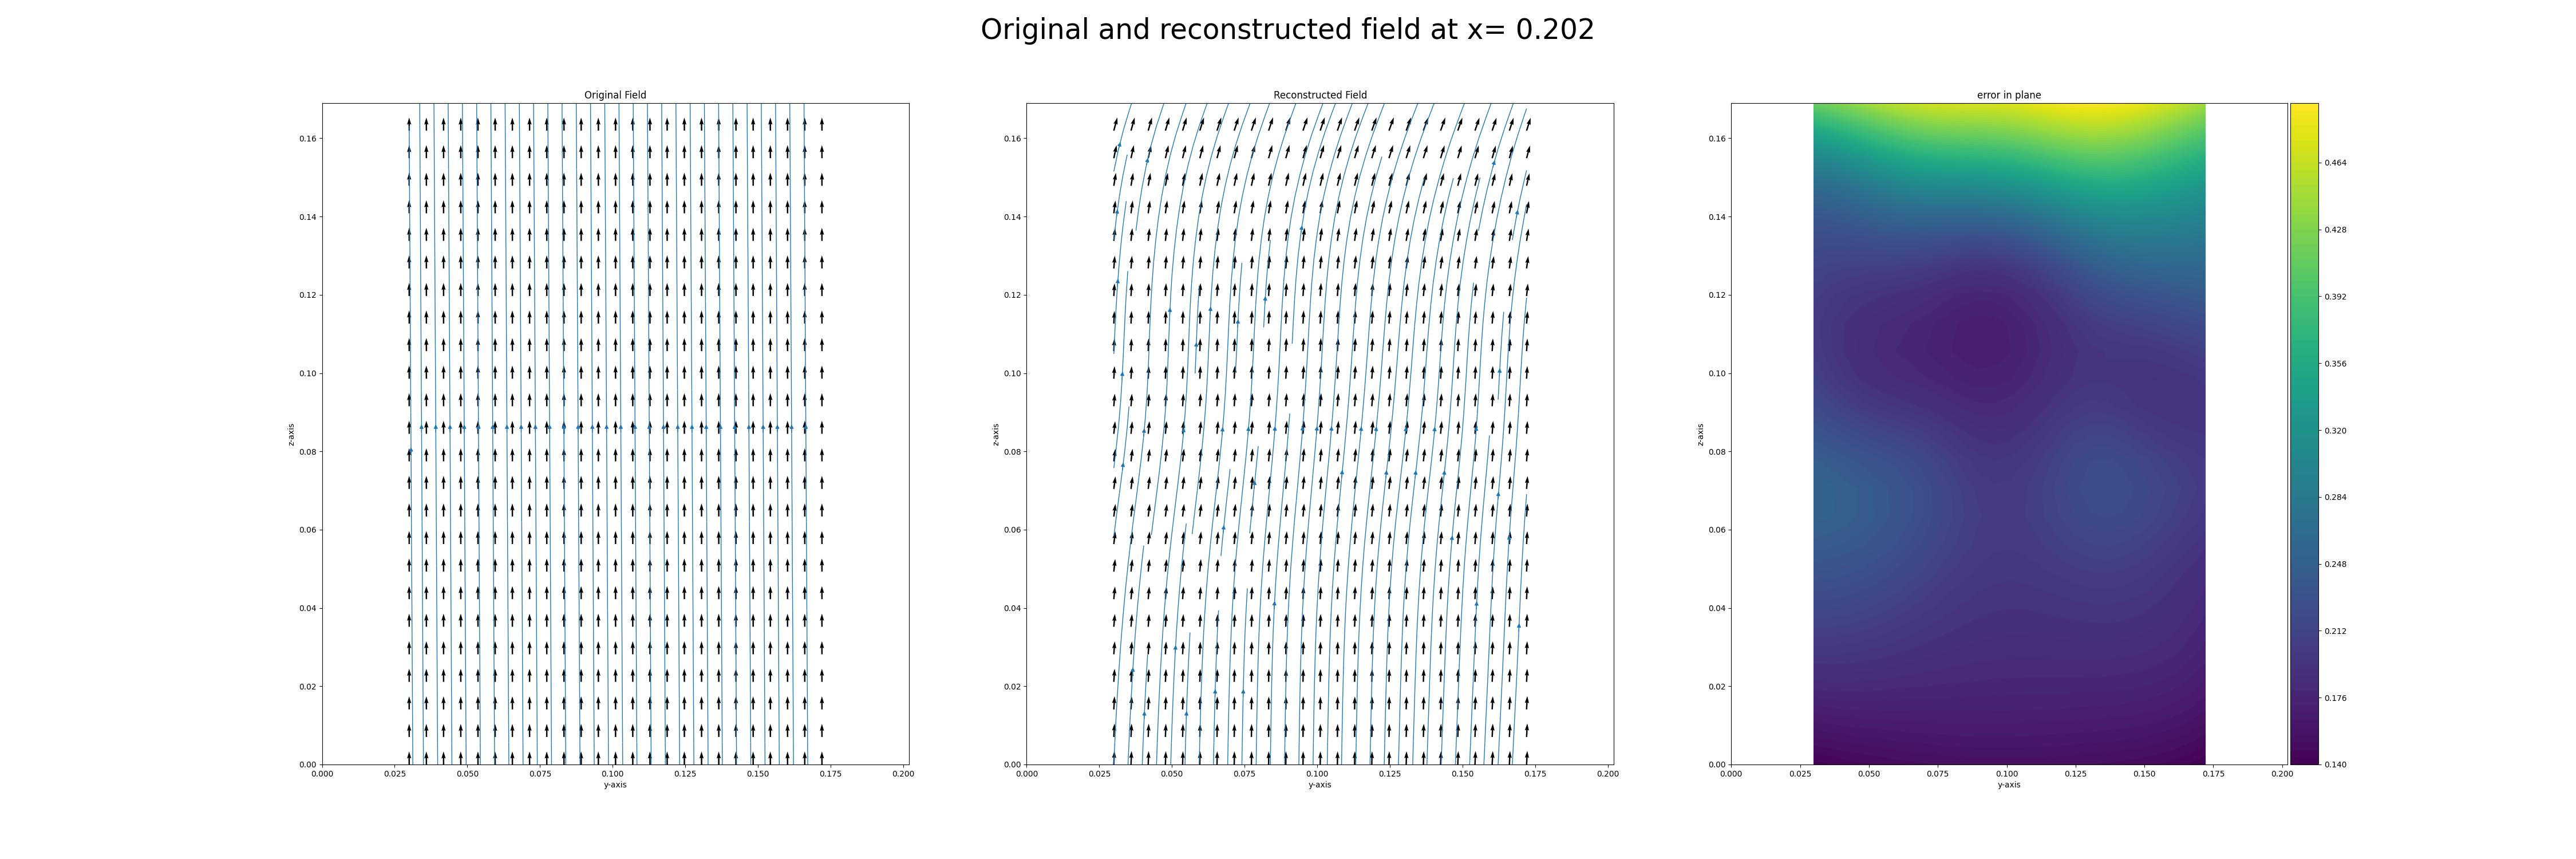 Original and reconstructed field at x= 0.202
Original Field
0.16
0.14
0.12
0.10
0.08
0.06
0.04
0.02
0.00
z-axis
0.000 0.025 0.050 0.075 0.100 0.125 0.150 0.175 0.200
y-axis
Reconstructed Field
0.16
0.14
0.12
0.10
0.08
0.06
0.04
0.02
0.00
z-axis
0.000 0.025 0.050 0.075 0.100 0.125 0.150 0.175 0.200
y-axis
error in plane
0.16
0.14
0.12
0.10
0.08
0.06
0.04
0.02
0.00
z-axis
0.000 0.025 0.050 0.075 0.100 0.125 0.150 0.175 0.200
y-axis
0.464
0.428
0.392
0.356
0.320
0.284
0.248
0.212
0.176
0.140